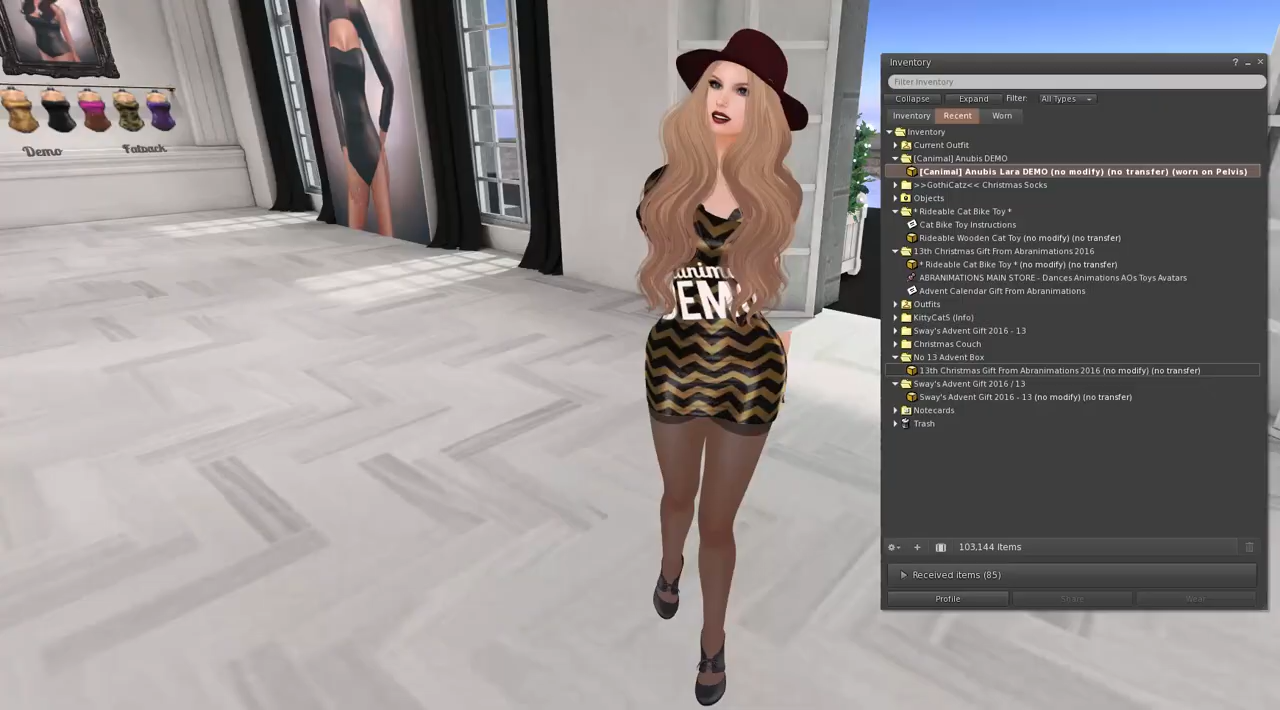 Demo
Fatpack
anim
DEM
Inventory
? _ ×
Filter Inventory
Collapse Expand Filter: All Types
Inventory Recent Worn
Inventory
Current Outfit
[Canimal] Anubis DEMO
[Canimal] Anubis Lara DEMO (no modify) (no transfer) (worn on Pelvis)
>>GothiCatz<< Christmas Socks
Objects
* Rideable Cat Bike Toy *
Cat Bike Toy Instructions
Rideable Wooden Cat Toy (no modify) (no transfer)
13th Christmas Gift From Abranimations 2016
* Rideable Cat Bike Toy * (no modify) (no transfer)
ABRANIMATIONS MAIN STORE - Dances Animations AOs Toys Avatars
Advent Calendar Gift From Abranimations
Outfits
KittyCatS (Info)
Sway's Advent Gift 2016 - 13
Christmas Couch
No 13 Advent Box
13th Christmas Gift From Abranimations 2016 (no modify) (no transfer)
Sway's Advent Gift 2016 / 13
Sway's Advent Gift 2016 - 13 (no modify) (no transfer)
Notecards
Trash
103,144 items
Received items (85)
Profile Share Wear